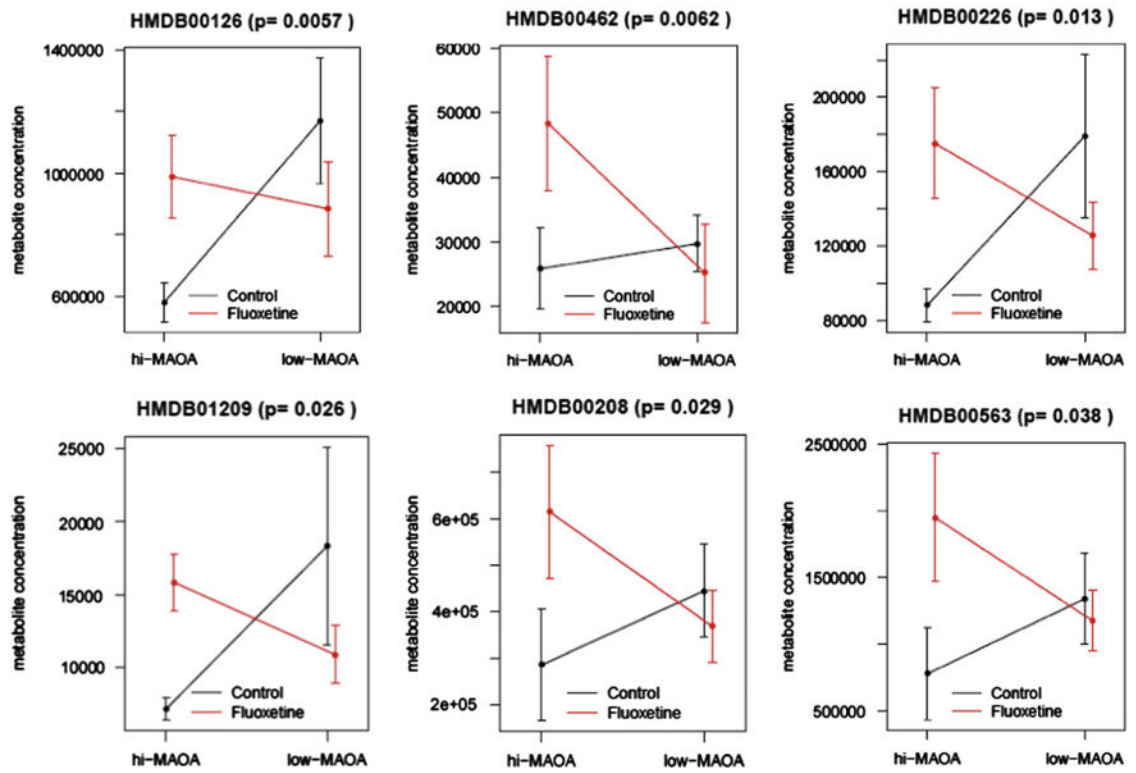 HMDB00126 (p= 0.0057 )
metabolite concentration
1400000
1000000
600000
Control
Fluoxetine
hi-MAOA
low-MAOA
HMDB00462 (p= 0.0062 )
metabolite concentration
60000
50000
40000
30000
20000
Control
Fluoxetine
hi-MAOA
low-MAOA
HMDB00226 (p= 0.013 )
metabolite concentration
200000
160000
120000
80000
Control
Fluoxetine
hi-MAOA
low-MAOA
HMDB01209 (p= 0.026 )
metabolite concentration
25000
20000
15000
10000
Control
Fluoxetine
hi-MAOA
low-MAOA
HMDB00208 (p= 0.029 )
metabolite concentration
6e+05
4e+05
2e+05
Control
Fluoxetine
hi-MAOA
low-MAOA
HMDB00563 (p= 0.038 )
metabolite concentration
2500000
1500000
500000
Control
Fluoxetine
hi-MAOA
low-MAOA